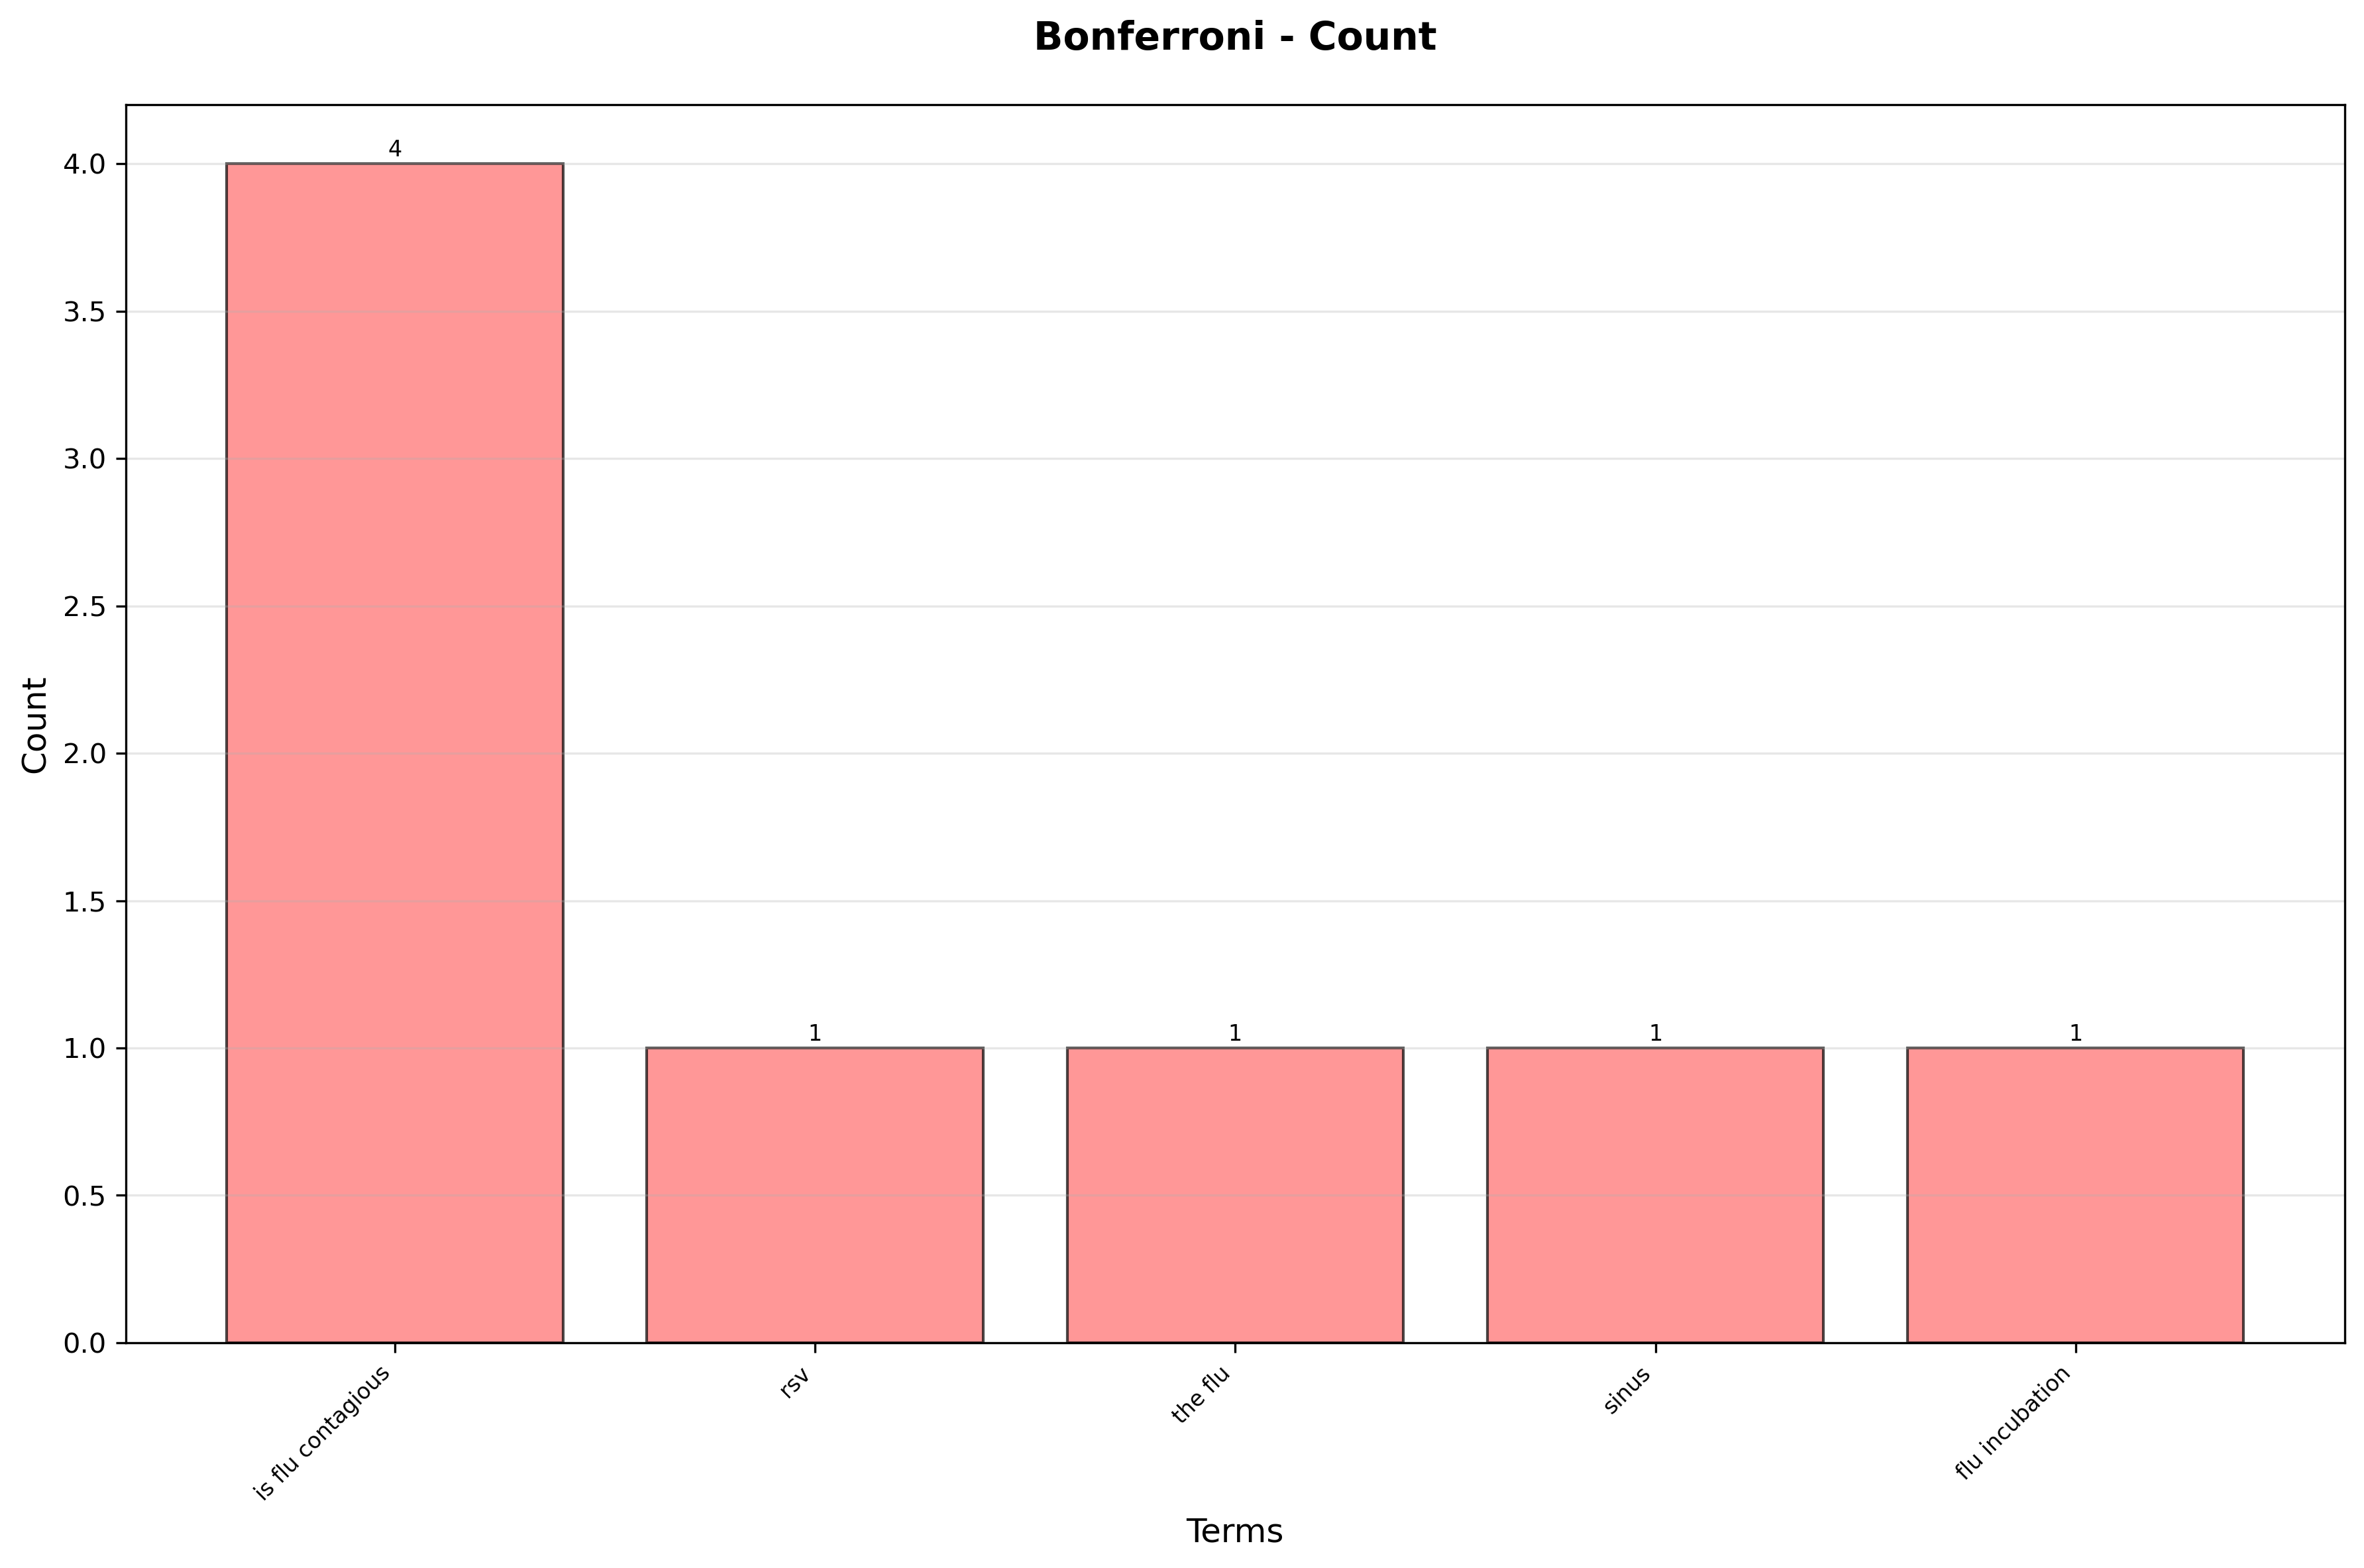 Bonferroni - Count
4
4.0
3.5
3.0
2.5
2.0
1.5
1 1 1 1
1.0
0.5
0.0
Count
is flu contagious
rsv
the flu
sinus
flu incubation
Terms